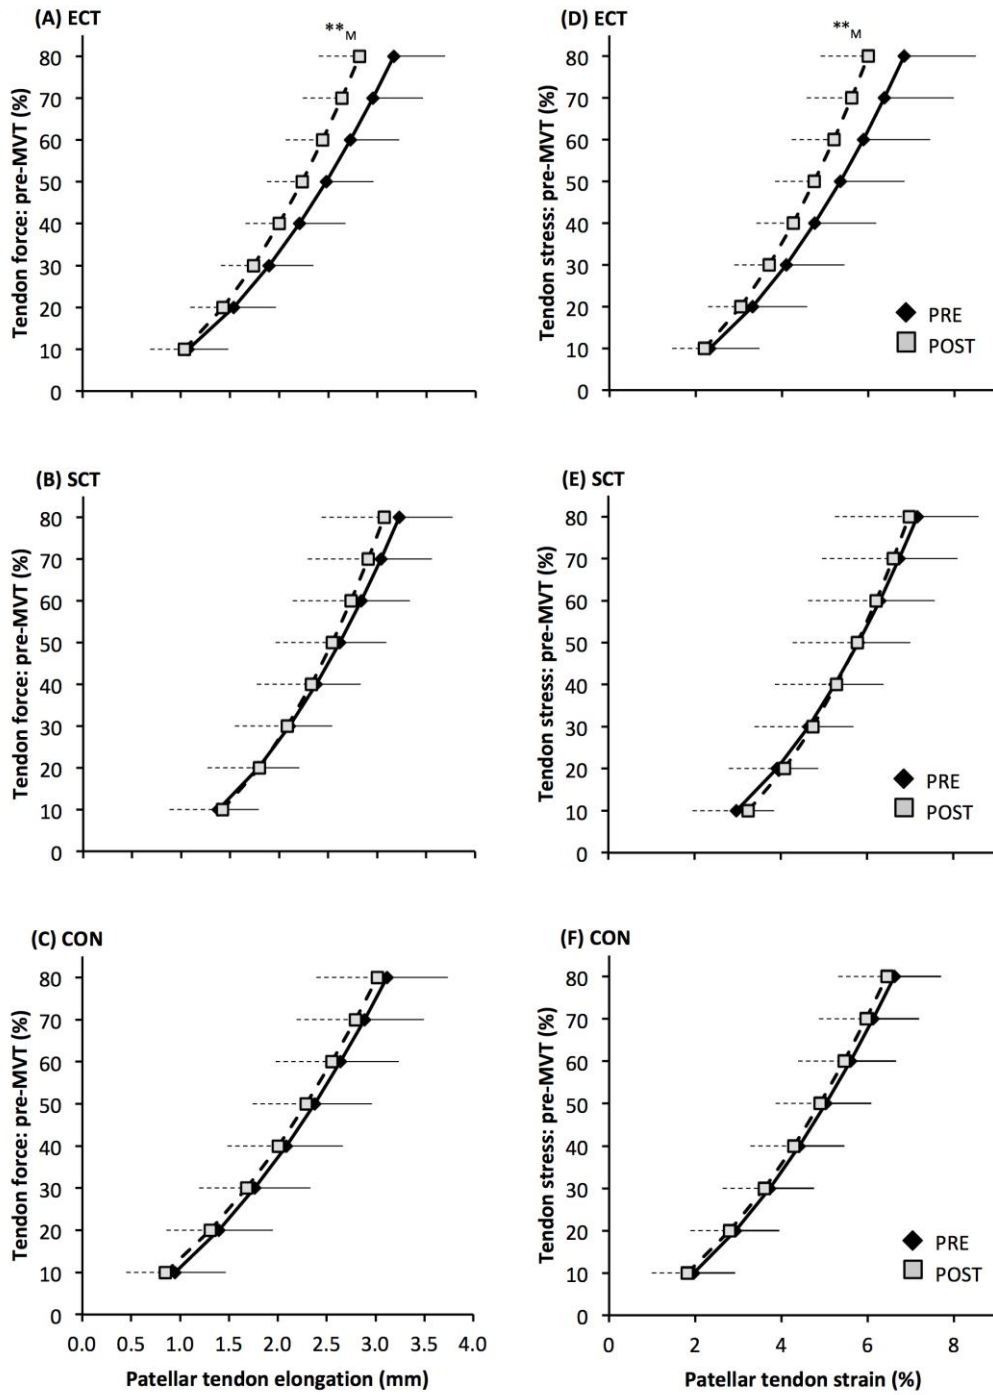 (A) ECT
**M
Tendon force: pre-MVT (%)
80
70
60
50
40
30
20
10
0
(D) ECT
**M
Tendon stress: pre-MVT (%)
80
70
60
50
40
30
20
10
0
PRE
POST
(B) SCT
Tendon force: pre-MVT (%)
80
70
60
50
40
30
20
10
0
(E) SCT
Tendon stress: pre-MVT (%)
80
70
60
50
40
30
20
10
0
PRE
POST
(C) CON
Tendon force: pre-MVT (%)
80
70
60
50
40
30
20
10
0
0.0 1.0 1.5 2.0 2.5 3.0 3.5 4.0
Patellar tendon elongation (mm)
(F) CON
Tendon stress: pre-MVT (%)
80
70
60
50
40
30
20
10
0
PRE
POST
2 4 6 8
Patellar tendon strain (%)